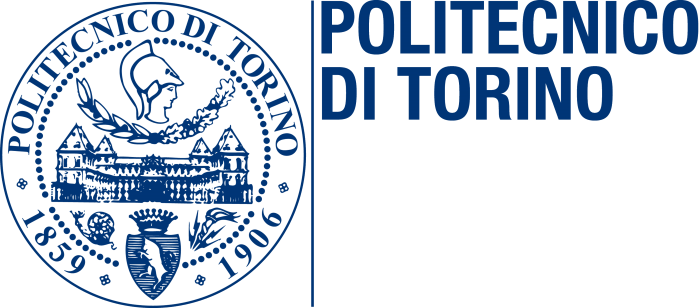 POLITECNICO DI TORINO
1859
1906
POLITECNICO
DI TORINO